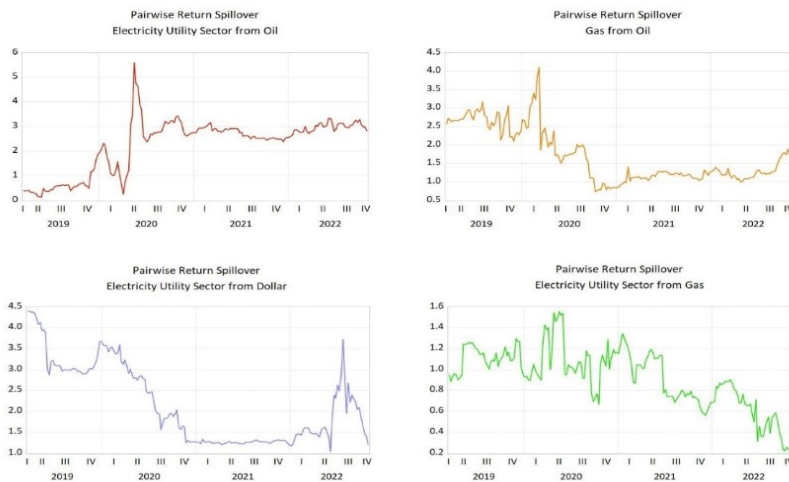 Pairwise Return Spillover
Electricity Utility Sector from Oil
6
5
4
3
2
1
0
I II III IV I II III IV I II III IV I II III IV
2019 2020 2021 2022
Pairwise Return Spillover
Gas from Oil
4.5
4.0
3.5
3.0
2.5
2.0
1.5
1.0
0.5
I II III IV I II III IV I II III IV I II III IV
2019 2020 2021 2022
Pairwise Return Spillover
Electricity Utility Sector from Dollar
4.5
4.0
3.5
3.0
2.5
2.0
1.5
1.0
I II III IV I II III IV I II III IV I II III IV
2019 2020 2021 2022
Pairwise Return Spillover
Electricity Utility Sector from Gas
1.6
1.4
1.2
1.0
0.8
0.6
0.4
0.2
I II III IV I II III IV I II III IV I II III IV
2019 2020 2021 2022